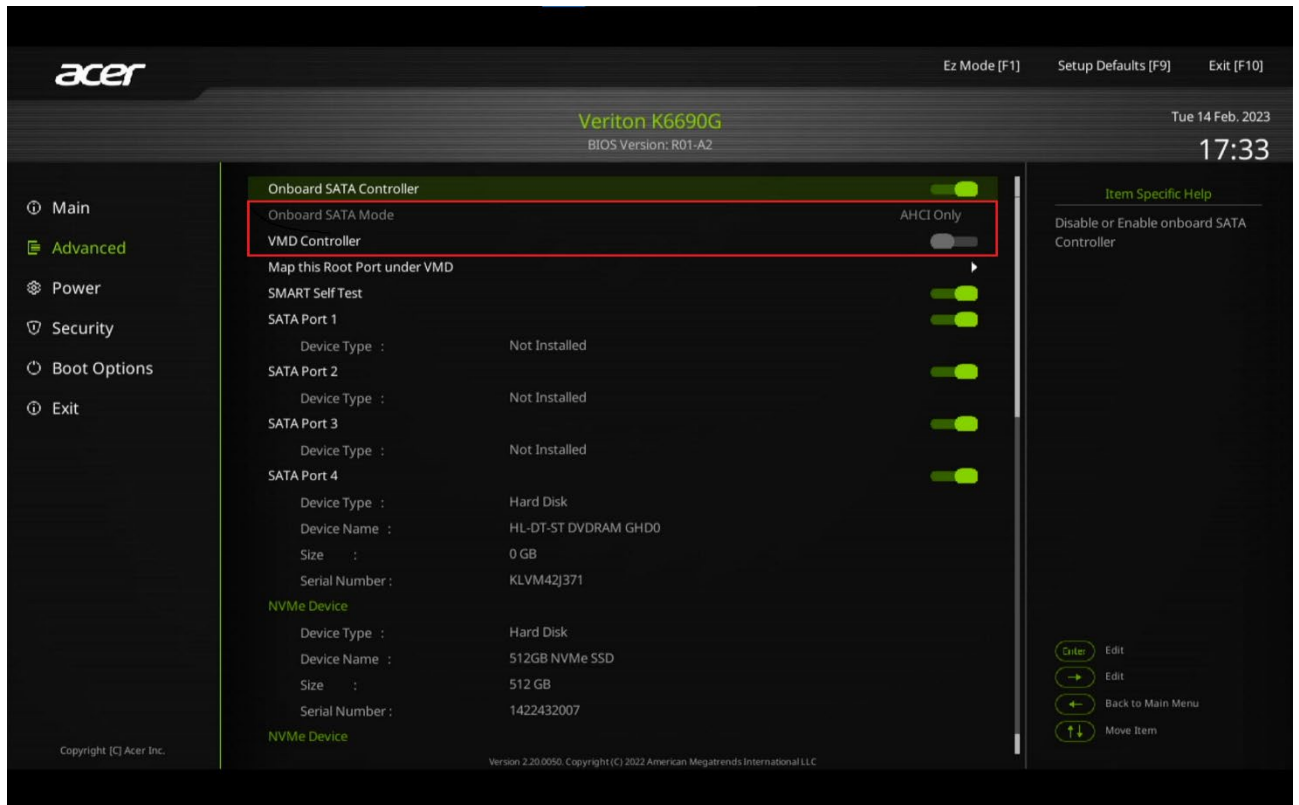 acer
Ez Mode [F1] Setup Defaults [F9] Exit [F10]
Veriton K6690G
BIOS Version: R01-A2
Tue 14 Feb. 2023
17:33
Main
Advanced
Power
Security
Boot Options
Exit
Onboard SATA Controller
Onboard SATA Mode AHCI Only
VMD Controller
Map this Root Port under VMD
SMART Self Test
SATA Port 1
Device Type : Not Installed
SATA Port 2
Device Type : Not Installed
SATA Port 3
Device Type : Not Installed
SATA Port 4
Device Type : Hard Disk
Device Name : HL-DT-ST DVDRAM GHD0
Size : 0 GB
Serial Number : KLVM42J371
NVMe Device
Device Type : Hard Disk
Device Name : 512GB NVMe SSD
Size : 512 GB
Serial Number : 1422432007
NVMe Device
Item Specific Help
Disable or Enable onboard SATA
Controller
Enter Edit
Edit
Back to Main Menu
Move Item
Copyright [C] Acer Inc.
Version 2.20.0050. Copyright (C) 2022 American Megatrends International LLC